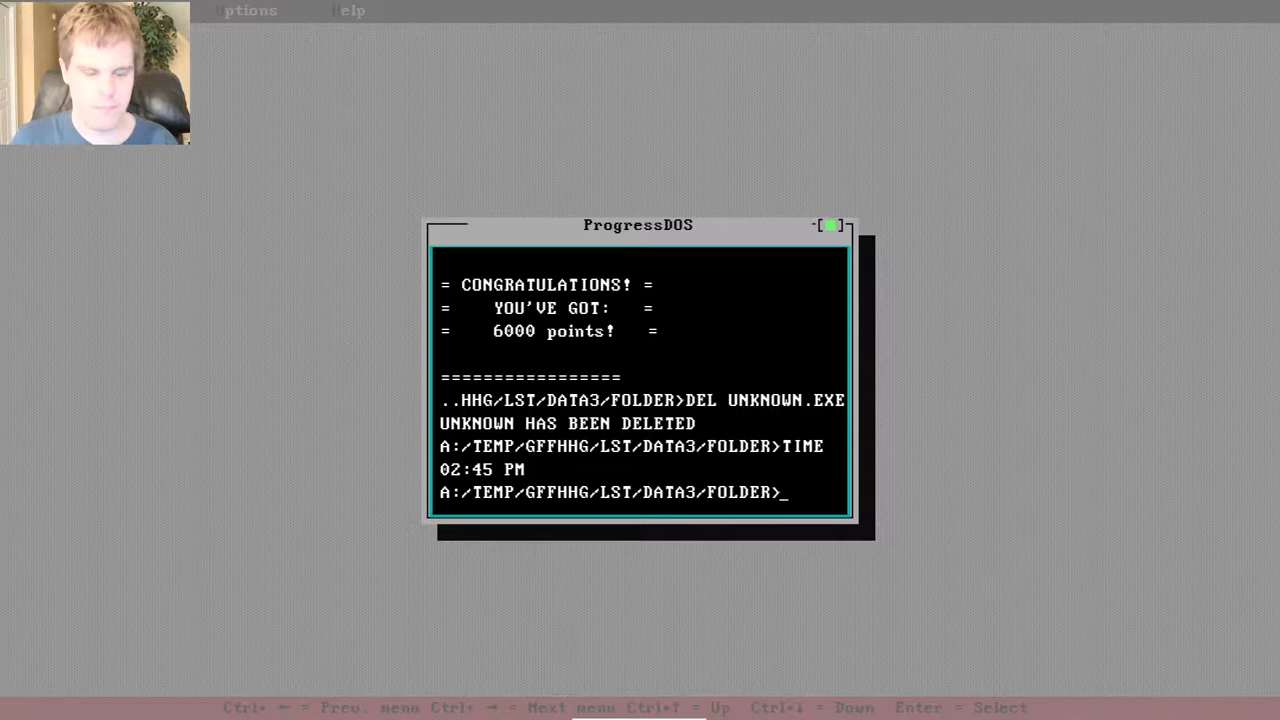 Options Help
ProgressDOS
[■]
= CONGRATULATIONS! =
= YOU'VE GOT: =
= 6000 points! =
=================
..HHG/LST/DATA3/FOLDER>DEL UNKNOWN.EXE
UNKNOWN HAS BEEN DELETED
A:/TEMP/GFFHHG/LST/DATA3/FOLDER>TIME
02:45 PM
A:/TEMP/GFFHHG/LST/DATA3/FOLDER>_
Ctrl+ ← = Prev. menu Ctrl+ → = Next menu Ctrl+↑ = Up Ctrl+↓ = Down Enter = Select